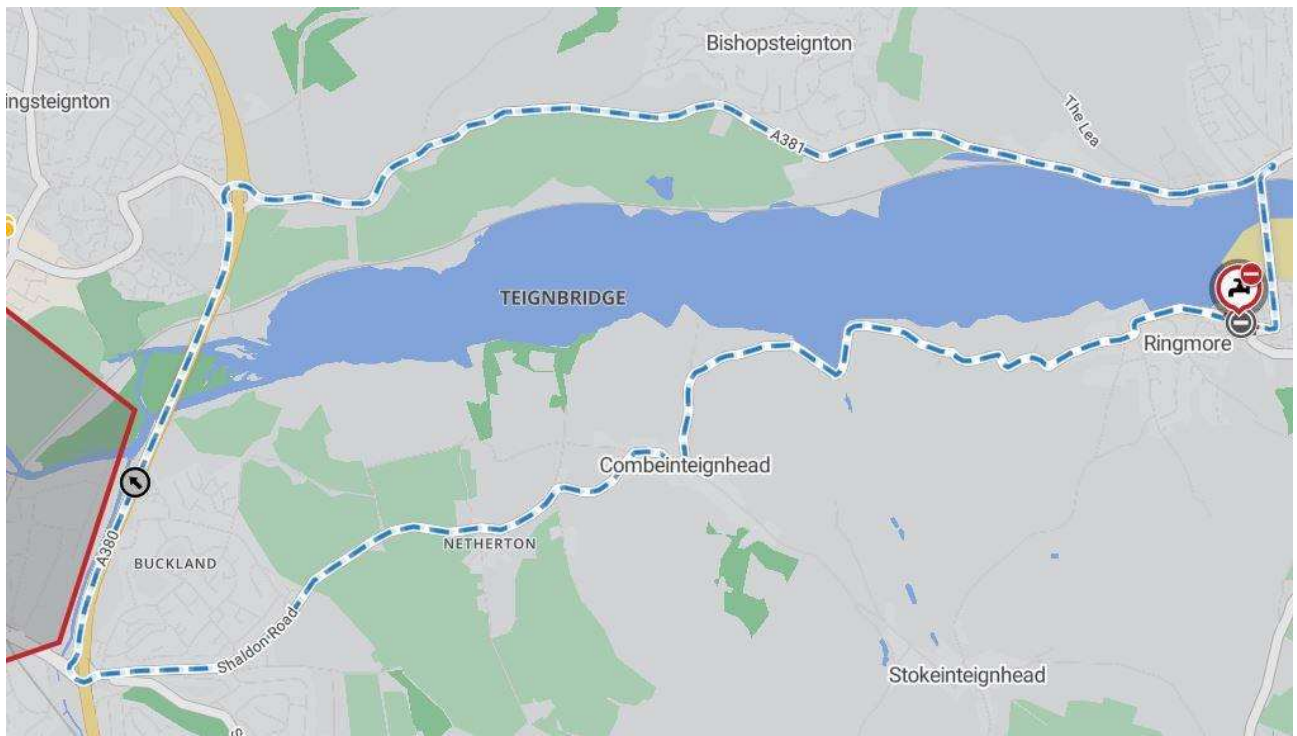 Bishopsteignton
ingsteignton
The Lea
A381
TEIGNBRIDGE
Ringmore
Combeinteignhead
A380
NETHERTON
BUCKLAND
Shaldon Road
Stokeinteignhead
S